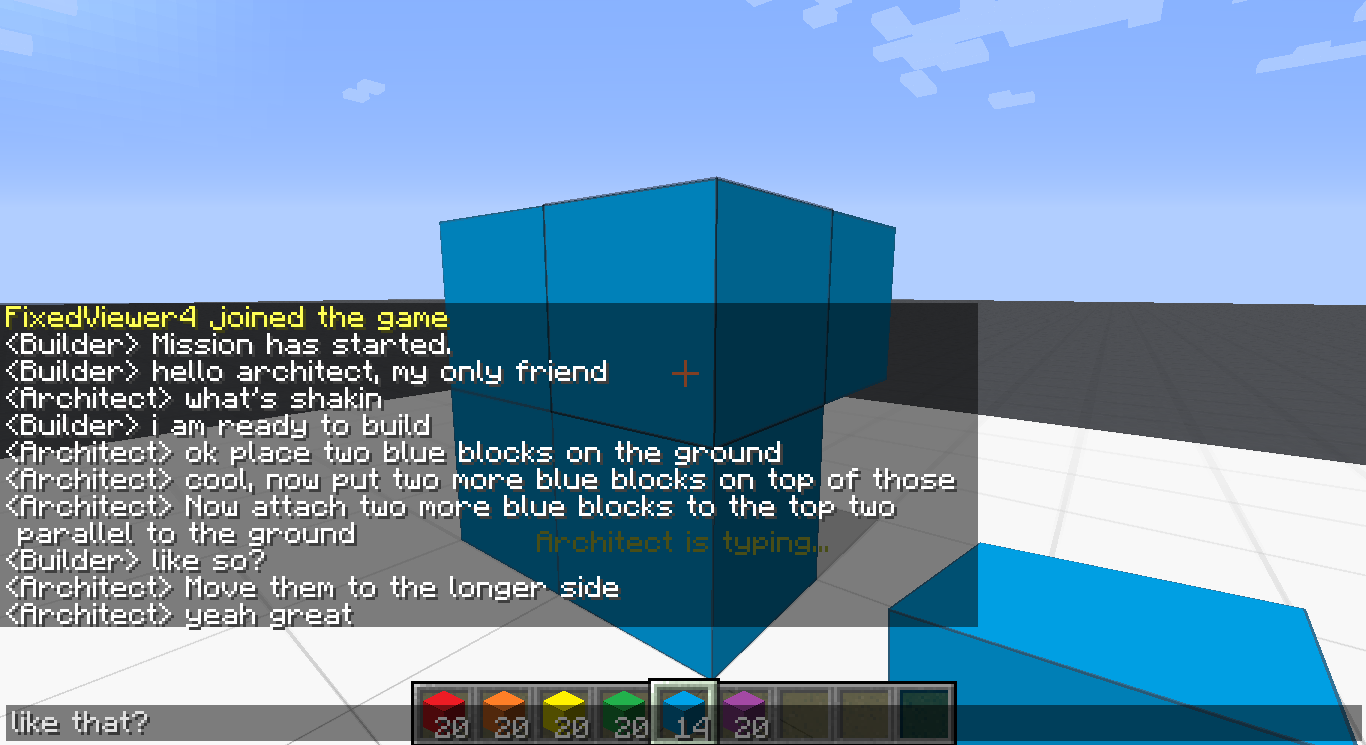 FixedViewer4 joined the game
<Builder> Mission has started.
<Builder> hello architect, my only friend
<Architect> what's shakin
<Builder> i am ready to build
<Architect> ok place two blue blocks on the ground
<Architect> cool, now put two more blue blocks on top of those
<Architect> Now attach two more blue blocks to the top two
parallel to the ground
Architect is typing...
<Builder> like so?
<Architect> Move them to the longer side
<Architect> yeah great
20 20 20 20 14 20
like that?